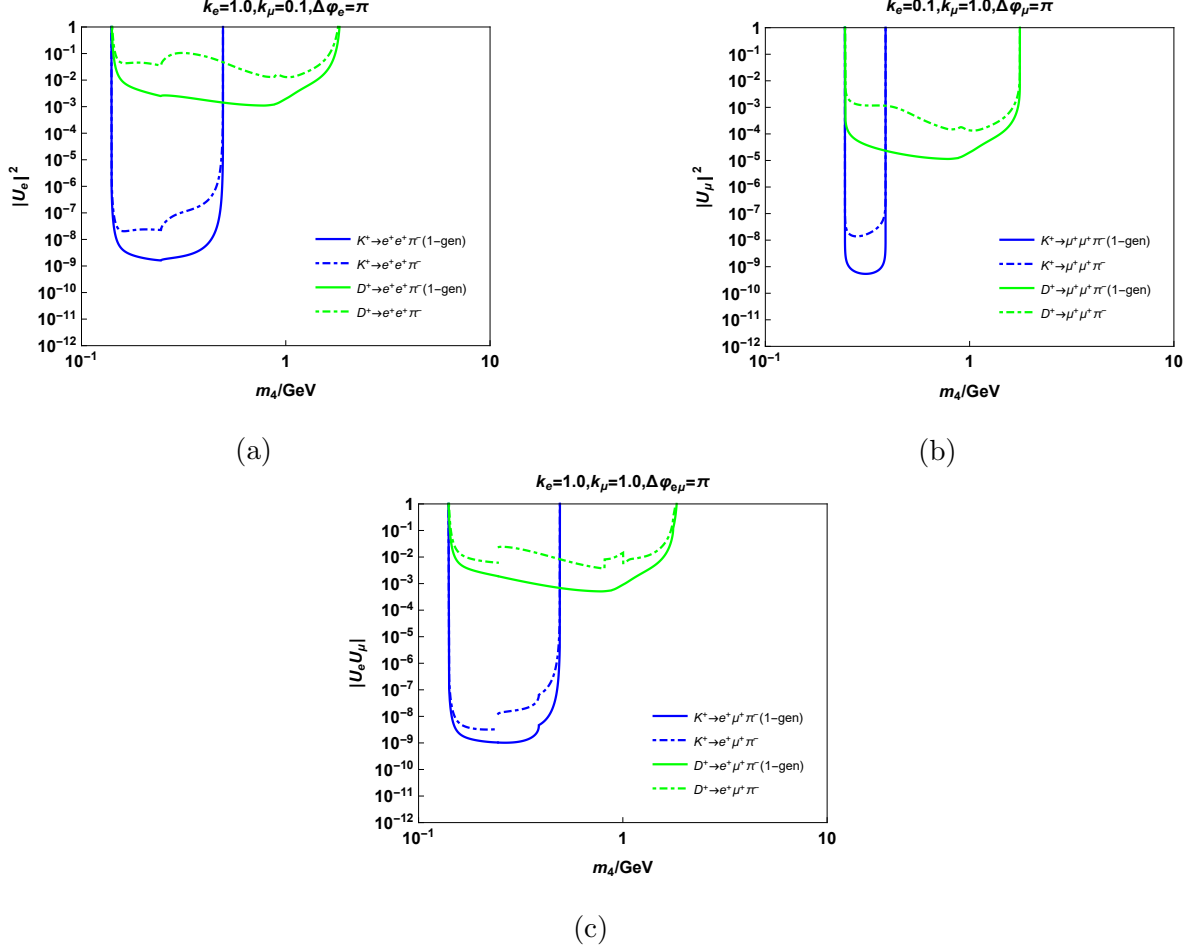 k_e=1.0,k_μ=0.1,Δφ_e=π
1
10^−1
10^−2
10^−3
10^−4
10^−5
10^−6
10^−7
10^−8
10^−9
10^−10
10^−11
10^−12
|U_e|^2
K^+→e^+e^+π^−(1−gen)
K^+→e^+e^+π^−
D^+→e^+e^+π^−(1−gen)
D^+→e^+e^+π^−
10^−1 1 10
m_4/GeV
(a)
k_e=0.1,k_μ=1.0,Δφ_μ=π
1
10^−1
10^−2
10^−3
10^−4
10^−5
10^−6
10^−7
10^−8
10^−9
10^−10
10^−11
10^−12
|U_μ|^2
K^+→μ^+μ^+π^−(1−gen)
K^+→μ^+μ^+π^−
D^+→μ^+μ^+π^−(1−gen)
D^+→μ^+μ^+π^−
10^−1 1 10
m_4/GeV
(b)
k_e=1.0,k_μ=1.0,Δφ_eμ=π
1
10^−1
10^−2
10^−3
10^−4
10^−5
10^−6
10^−7
10^−8
10^−9
10^−10
10^−11
10^−12
|U_eU_μ|
K^+→e^+μ^+π^−(1−gen)
K^+→e^+μ^+π^−
D^+→e^+μ^+π^−(1−gen)
D^+→e^+μ^+π^−
10^−1 1 10
m_4/GeV
(c)